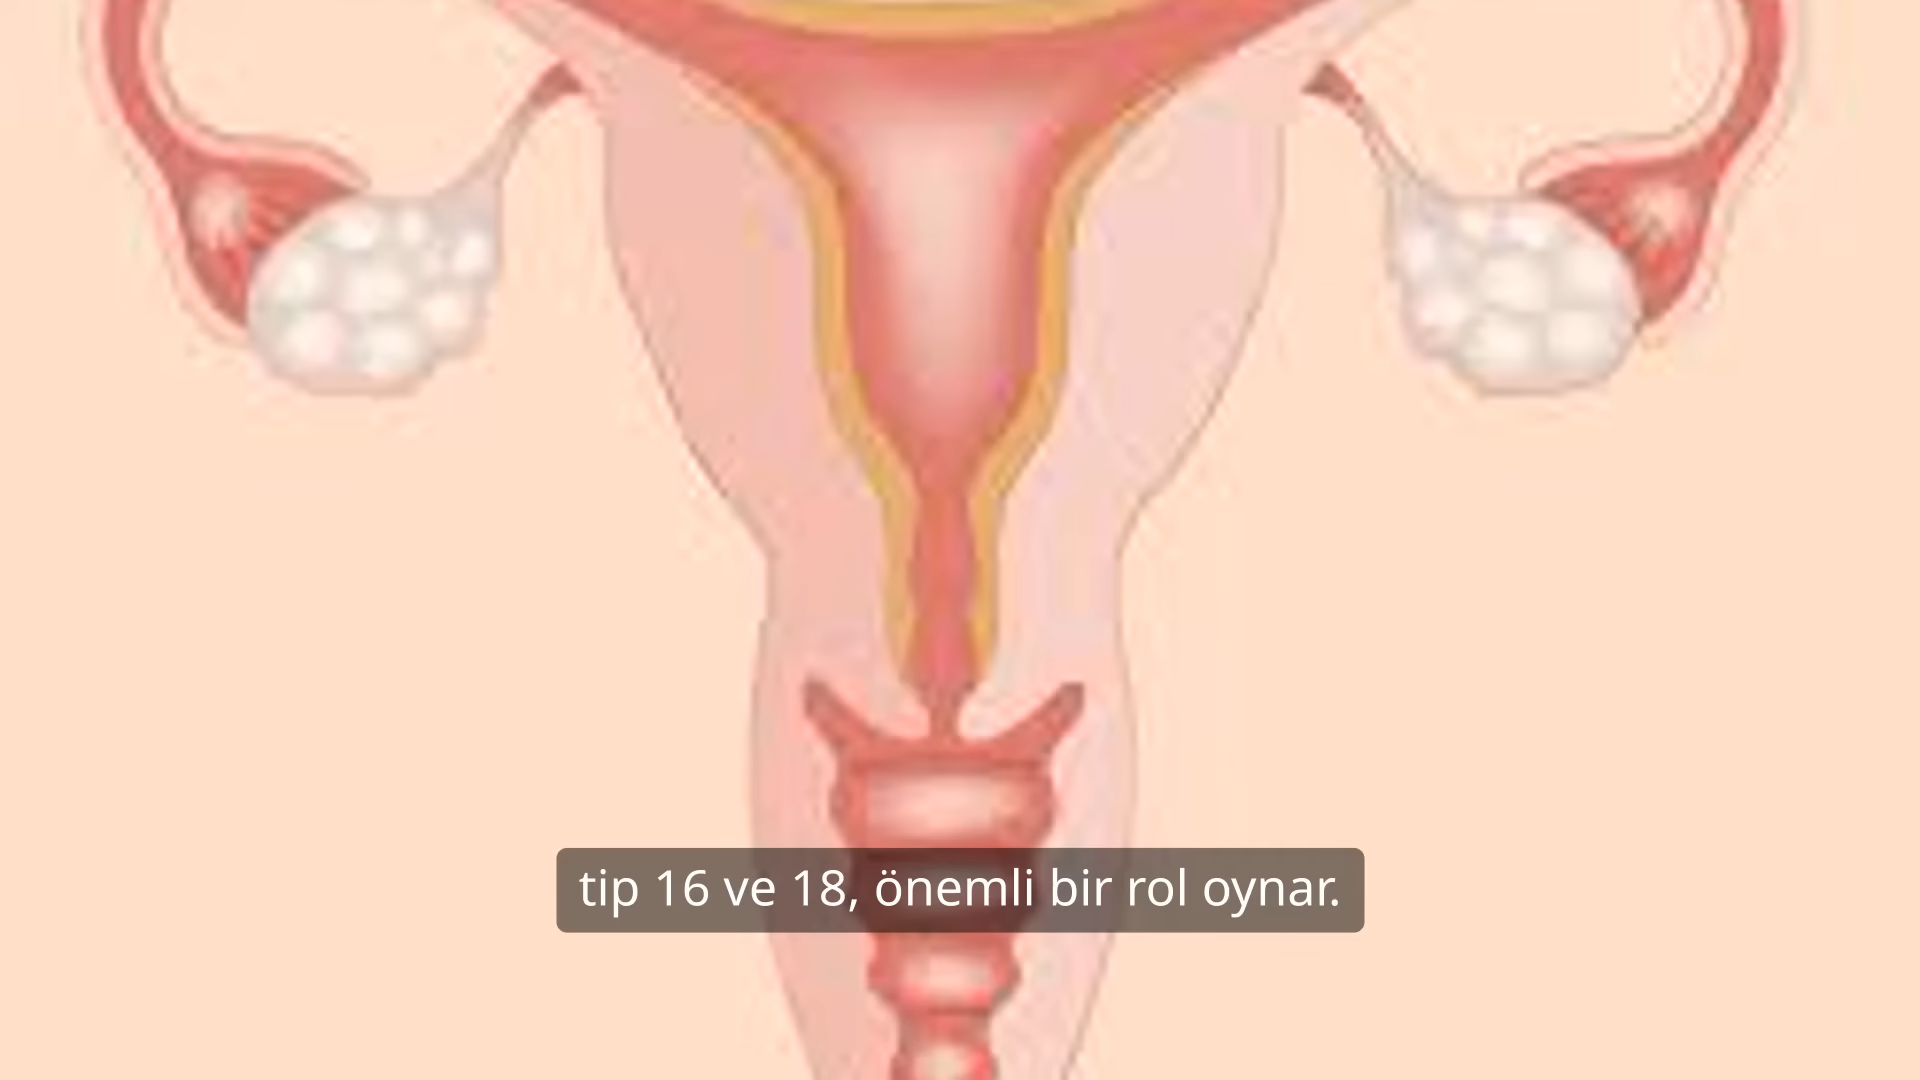 tip 16 ve 18, önemli bir rol oynar.